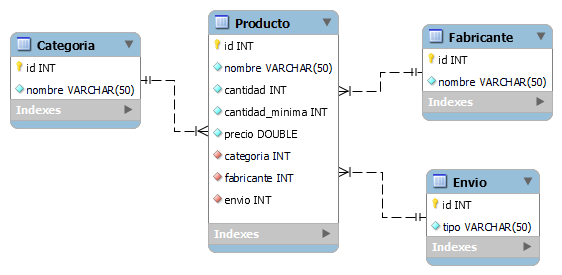 Categoria
id INT
nombre VARCHAR(50)
Indexes
Producto
id INT
nombre VARCHAR(50)
cantidad INT
cantidad_minima INT
precio DOUBLE
categoria INT
fabricante INT
envio INT
Indexes
Fabricante
id INT
nombre VARCHAR(50)
Indexes
Envio
id INT
tipo VARCHAR(50)
Indexes